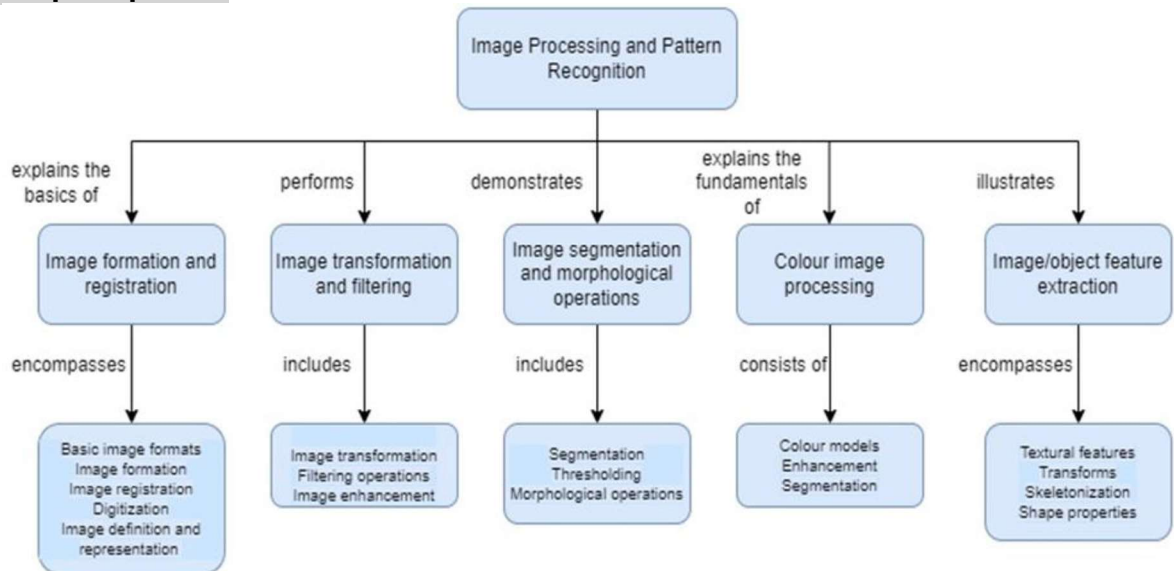 Image Processing and Pattern
Recognition
explains the
basics of
performs
demonstrates
explains the
fundamentals
of
illustrates
Image formation and
registration
Image transformation
and filtering
Image segmentation
and morphological
operations
Colour image
processing
Image/object feature
extraction
encompasses
includes
includes
consists of
encompasses
Basic image formats
Image formation
Image registration
Digitization
Image definition and
representation
Image transformation
Filtering operations
Image enhancement
Segmentation
Thresholding
Morphological operations
Colour models
Enhancement
Segmentation
Textural features
Transforms
Skeletonization
Shape properties